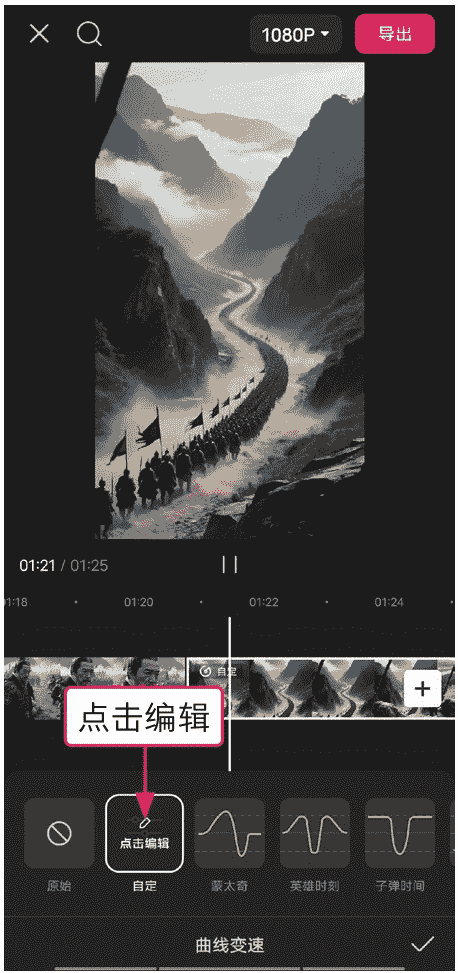 1080P
导出
01:21 / 01:25
01:18
01:20
01:22
01:24
自定
点击编辑
点击编辑
原始
自定
蒙太奇
英雄时刻
子弹时间
曲线变速